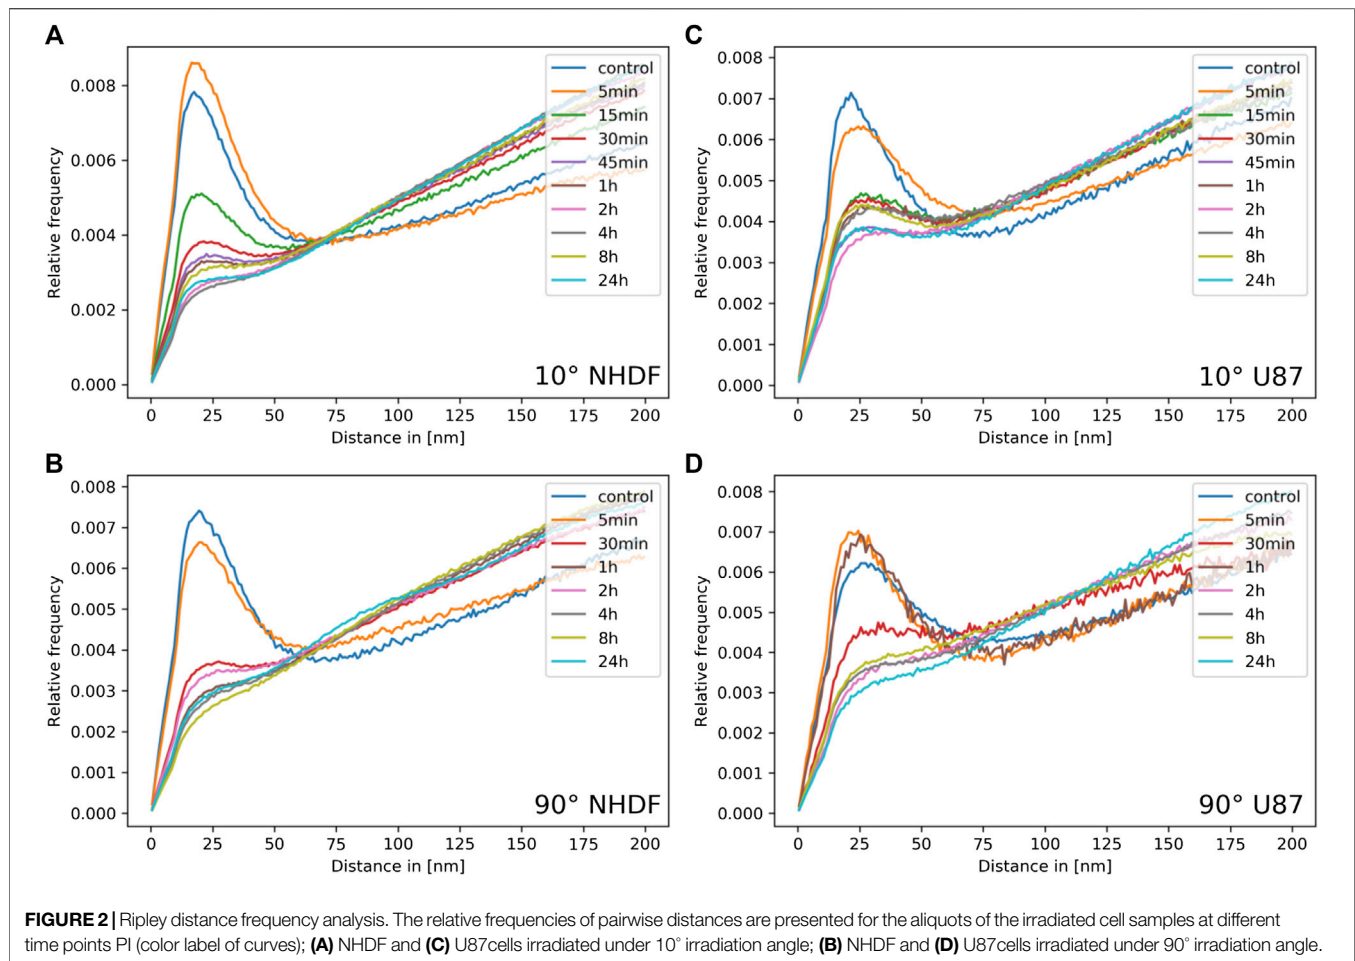 A
0.008
0.006
0.004
0.002
0.000
Relative frequency
control
5min
15min
30min
45min
1h
2h
4h
8h
24h
10° NHDF
0 25 50 75 100 125 150 175 200
Distance in [nm]
C
0.008
0.007
0.006
0.005
0.004
0.003
0.002
0.001
0.000
Relative frequency
control
5min
15min
30min
45min
1h
2h
4h
8h
24h
10° U87
0 25 50 75 100 125 150 175 200
Distance in [nm]
B
0.008
0.007
0.006
0.005
0.004
0.003
0.002
0.001
0.000
Relative frequency
control
5min
30min
1h
2h
4h
8h
24h
90° NHDF
0 25 50 75 100 125 150 175 200
Distance in [nm]
D
0.008
0.007
0.006
0.005
0.004
0.003
0.002
0.001
0.000
Relative frequency
control
5min
30min
1h
2h
4h
8h
24h
90° U87
0 25 50 75 100 125 150 175 200
Distance in [nm]
FIGURE 2 | Ripley distance frequency analysis. The relative frequencies of pairwise distances are presented for the aliquots of the irradiated cell samples at different
time points PI (color label of curves); (A) NHDF and (C) U87cells irradiated under 10° irradiation angle; (B) NHDF and (D) U87cells irradiated under 90° irradiation angle.